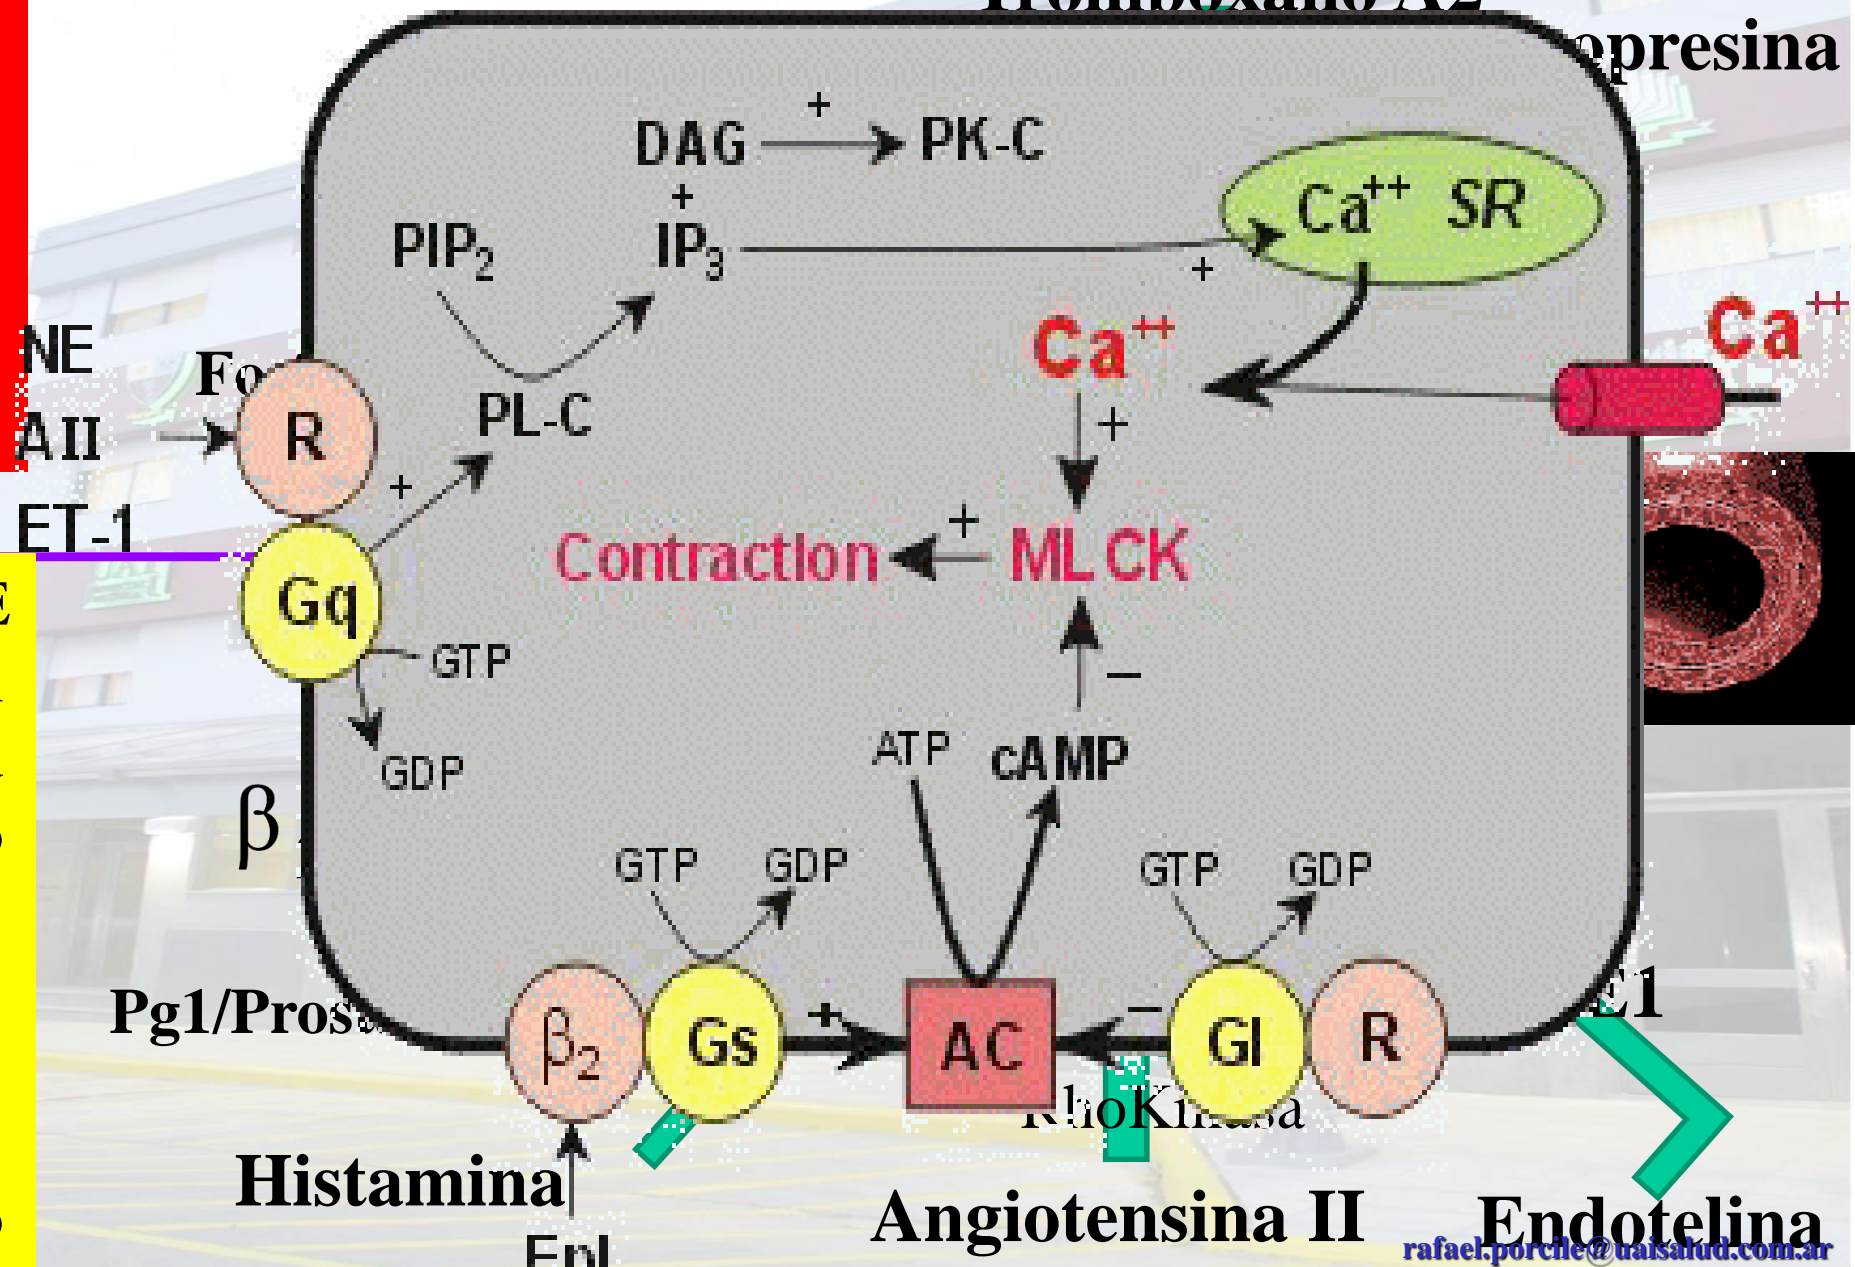 opresina
DAG + PK-C
+
PIP2 IP3 + Ca++ SR
Ca++ Ca++
NE
AII
ET-1
R
PL-C
+
+
Contraction + MLCK
Gq
GTP
GDP
–
ATP cAMP
β
GTP GDP GTP GDP
Pg1/Pros
E1
β2 Gs + AC – GI R
Histamina
Angiotensina II Endotelina
rafael.porcile@uaisalud.com.ar